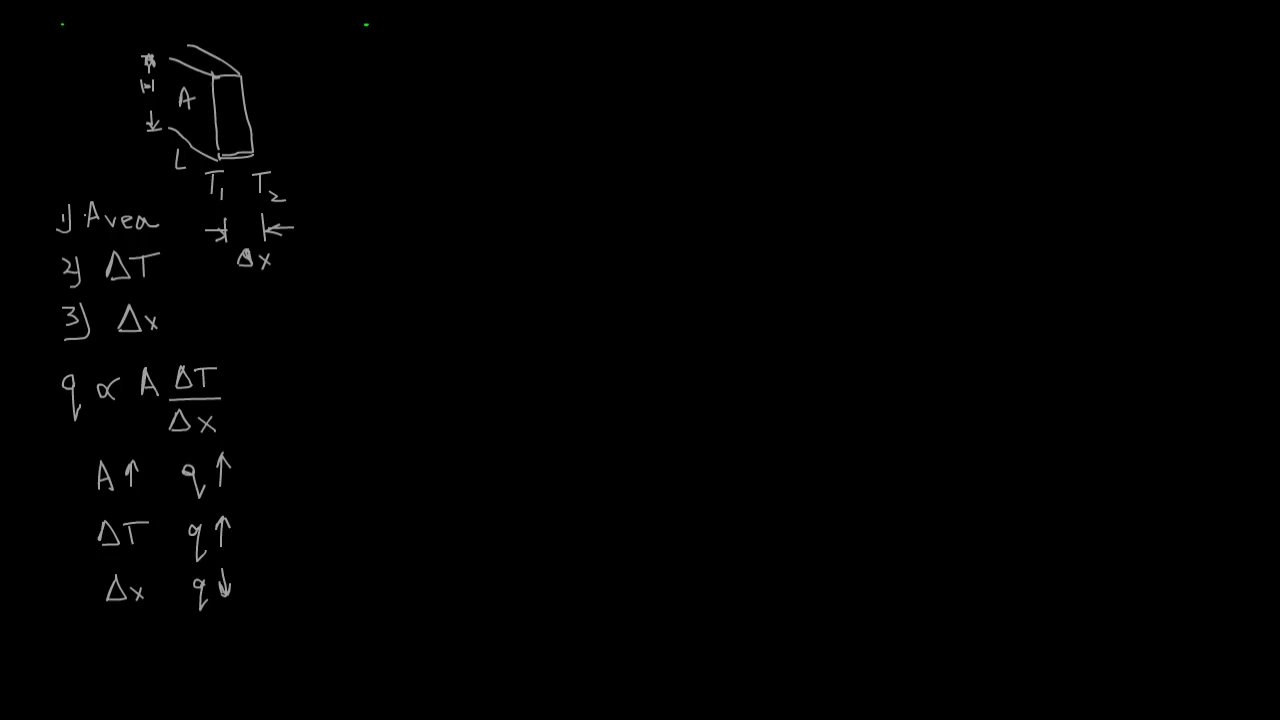 H
A
L
T₁ T₂
Δx
1) Area
2) ΔT
3) Δx
q ∝ A ΔT/Δx
A↑ q↑
ΔT q↑
Δx q↓